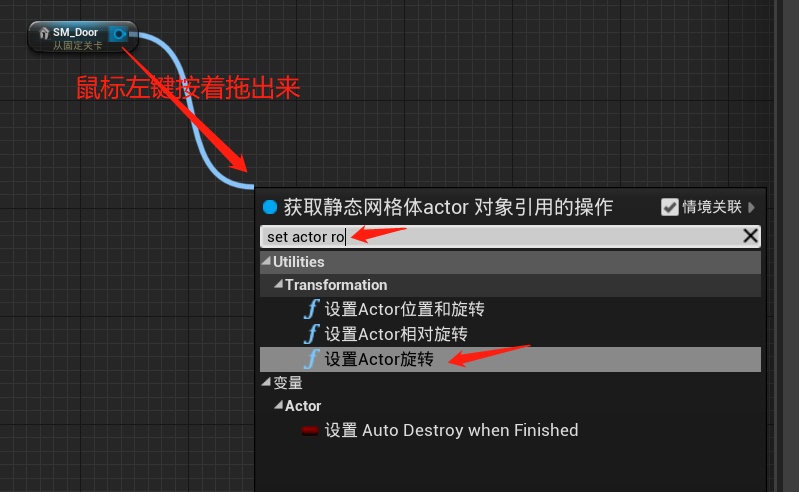 SM_Door
从固定关卡
鼠标左键按着拖出来
获取静态网格体actor 对象引用的操作
情境关联
set actor ro
Utilities
Transformation
设置Actor位置和旋转
设置Actor相对旋转
设置Actor旋转
变量
Actor
设置 Auto Destroy when Finished